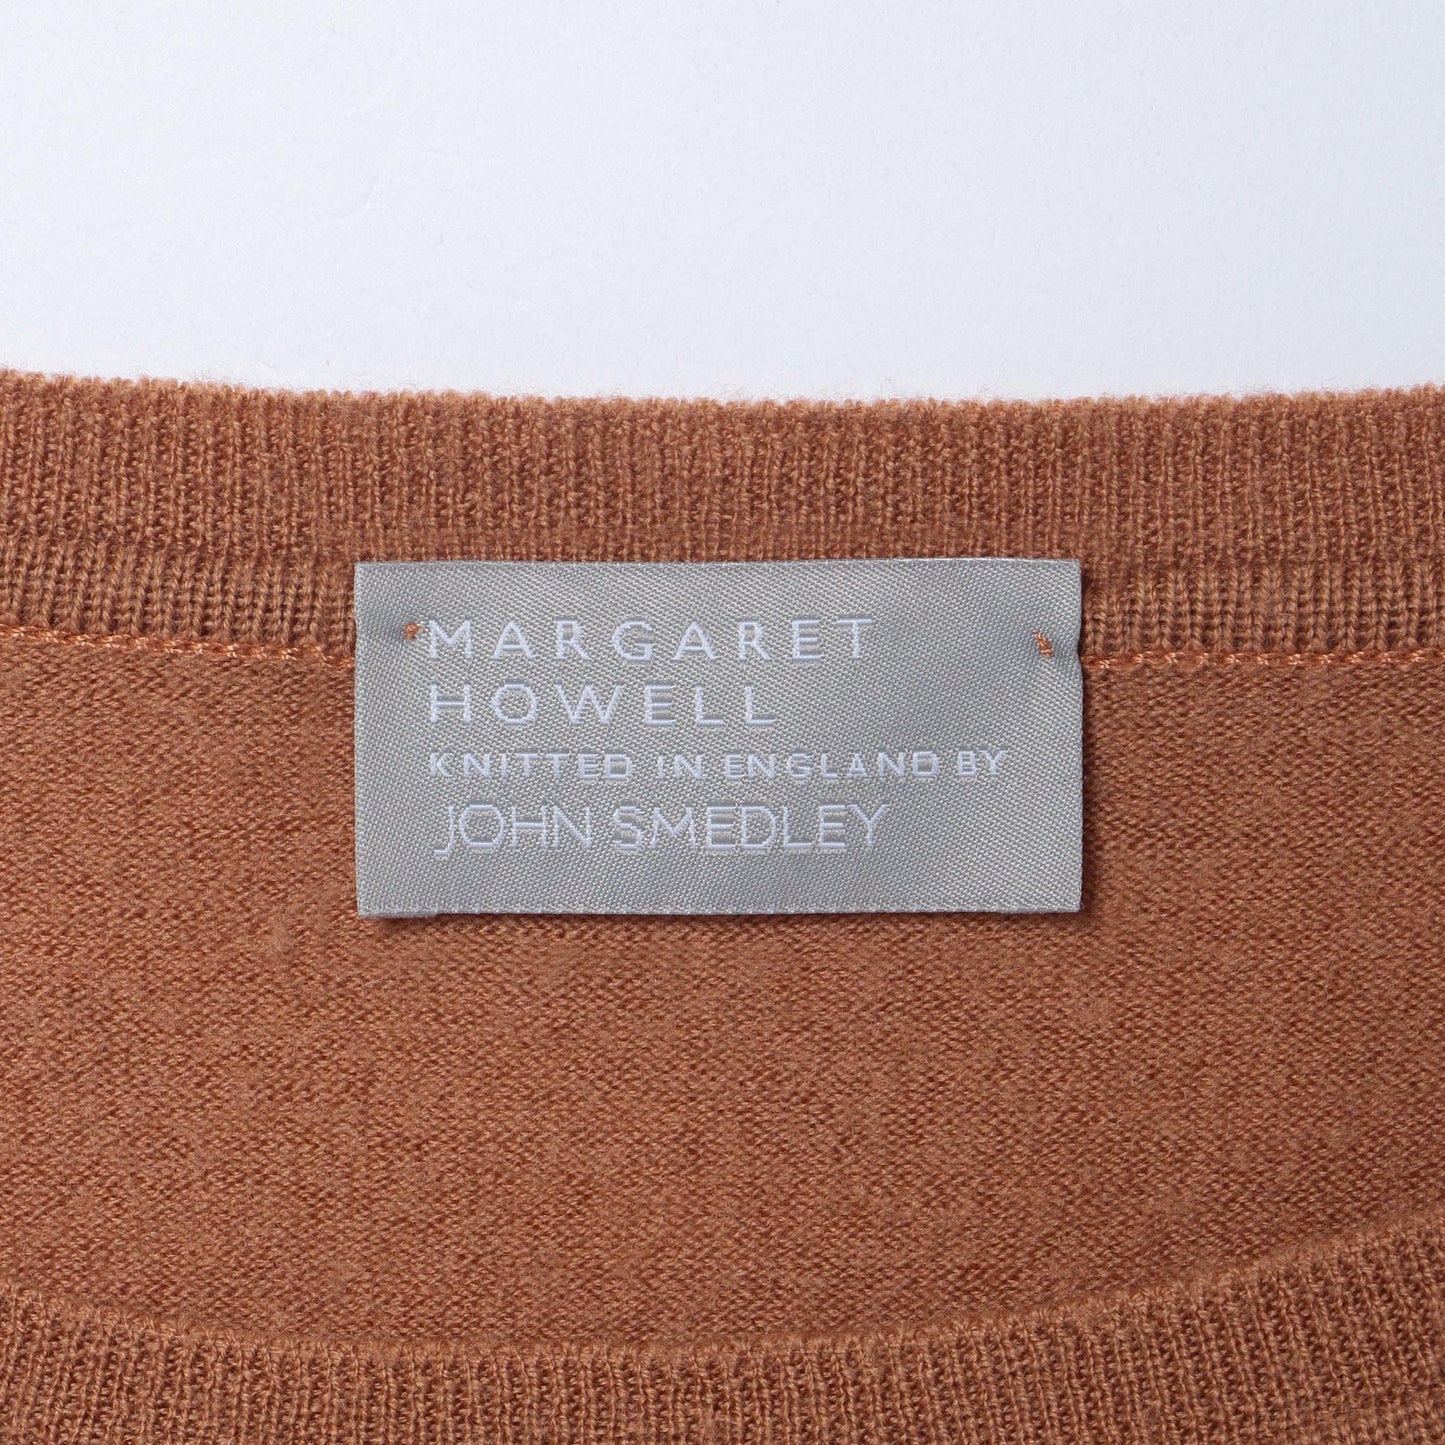 MARGARET
HOWELL
KNITTED IN ENGLAND BY
JOHN SMEDLEY